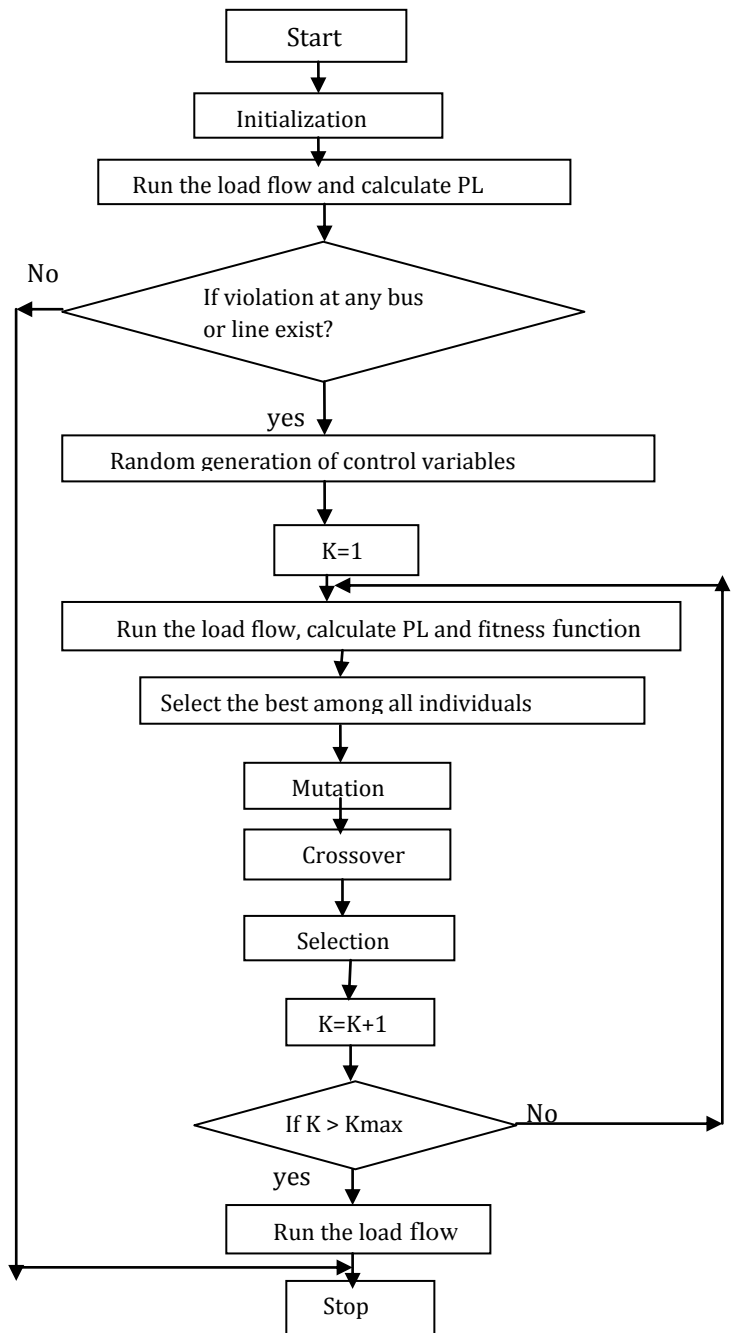 Start
Initialization
Run the load flow and calculate PL
No
If violation at any bus
or line exist?
yes
Random generation of control variables
K=1
Run the load flow, calculate PL and fitness function
Select the best among all individuals
Mutation
Crossover
Selection
K=K+1
If K > Kmax
No
yes
Run the load flow
Stop